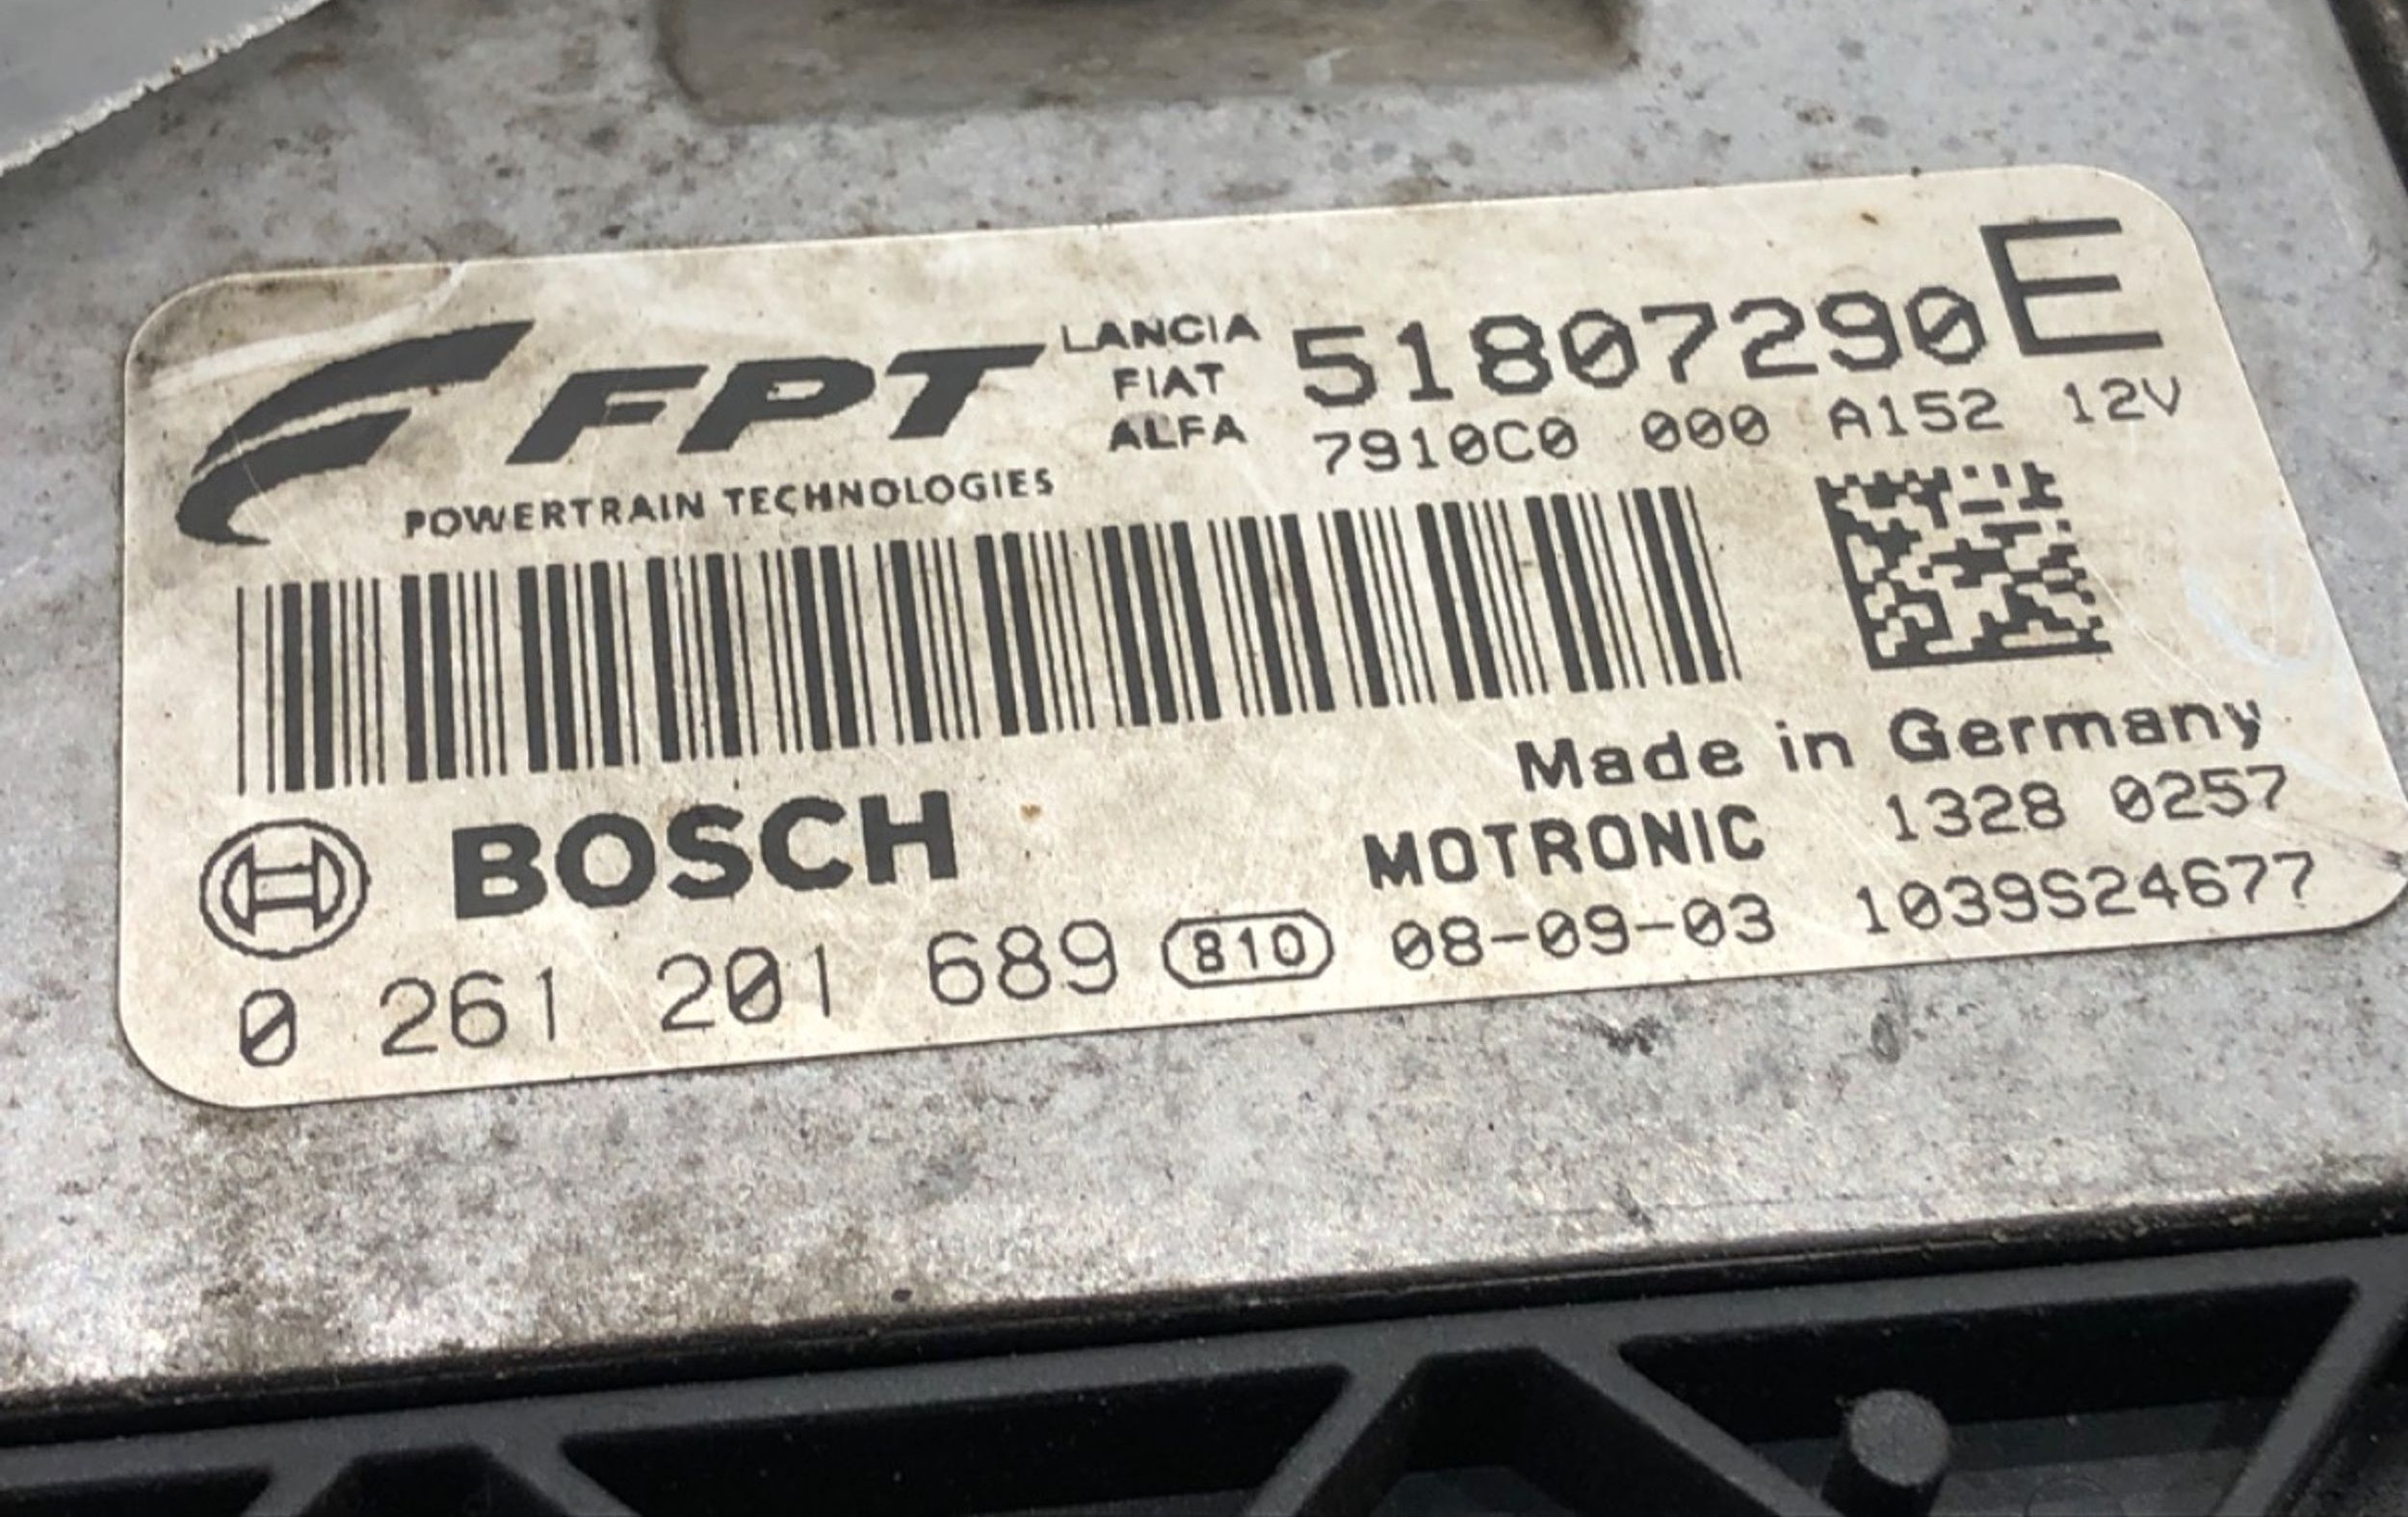 FPT
POWERTRAIN TECHNOLOGIES
LANCIA
FIAT
ALFA
51807290 E
7910C0 000 A152 12V
Made in Germany
BOSCH
MOTRONIC 1328 0257
0 261 201 689 810 08-09-03 1039S24677